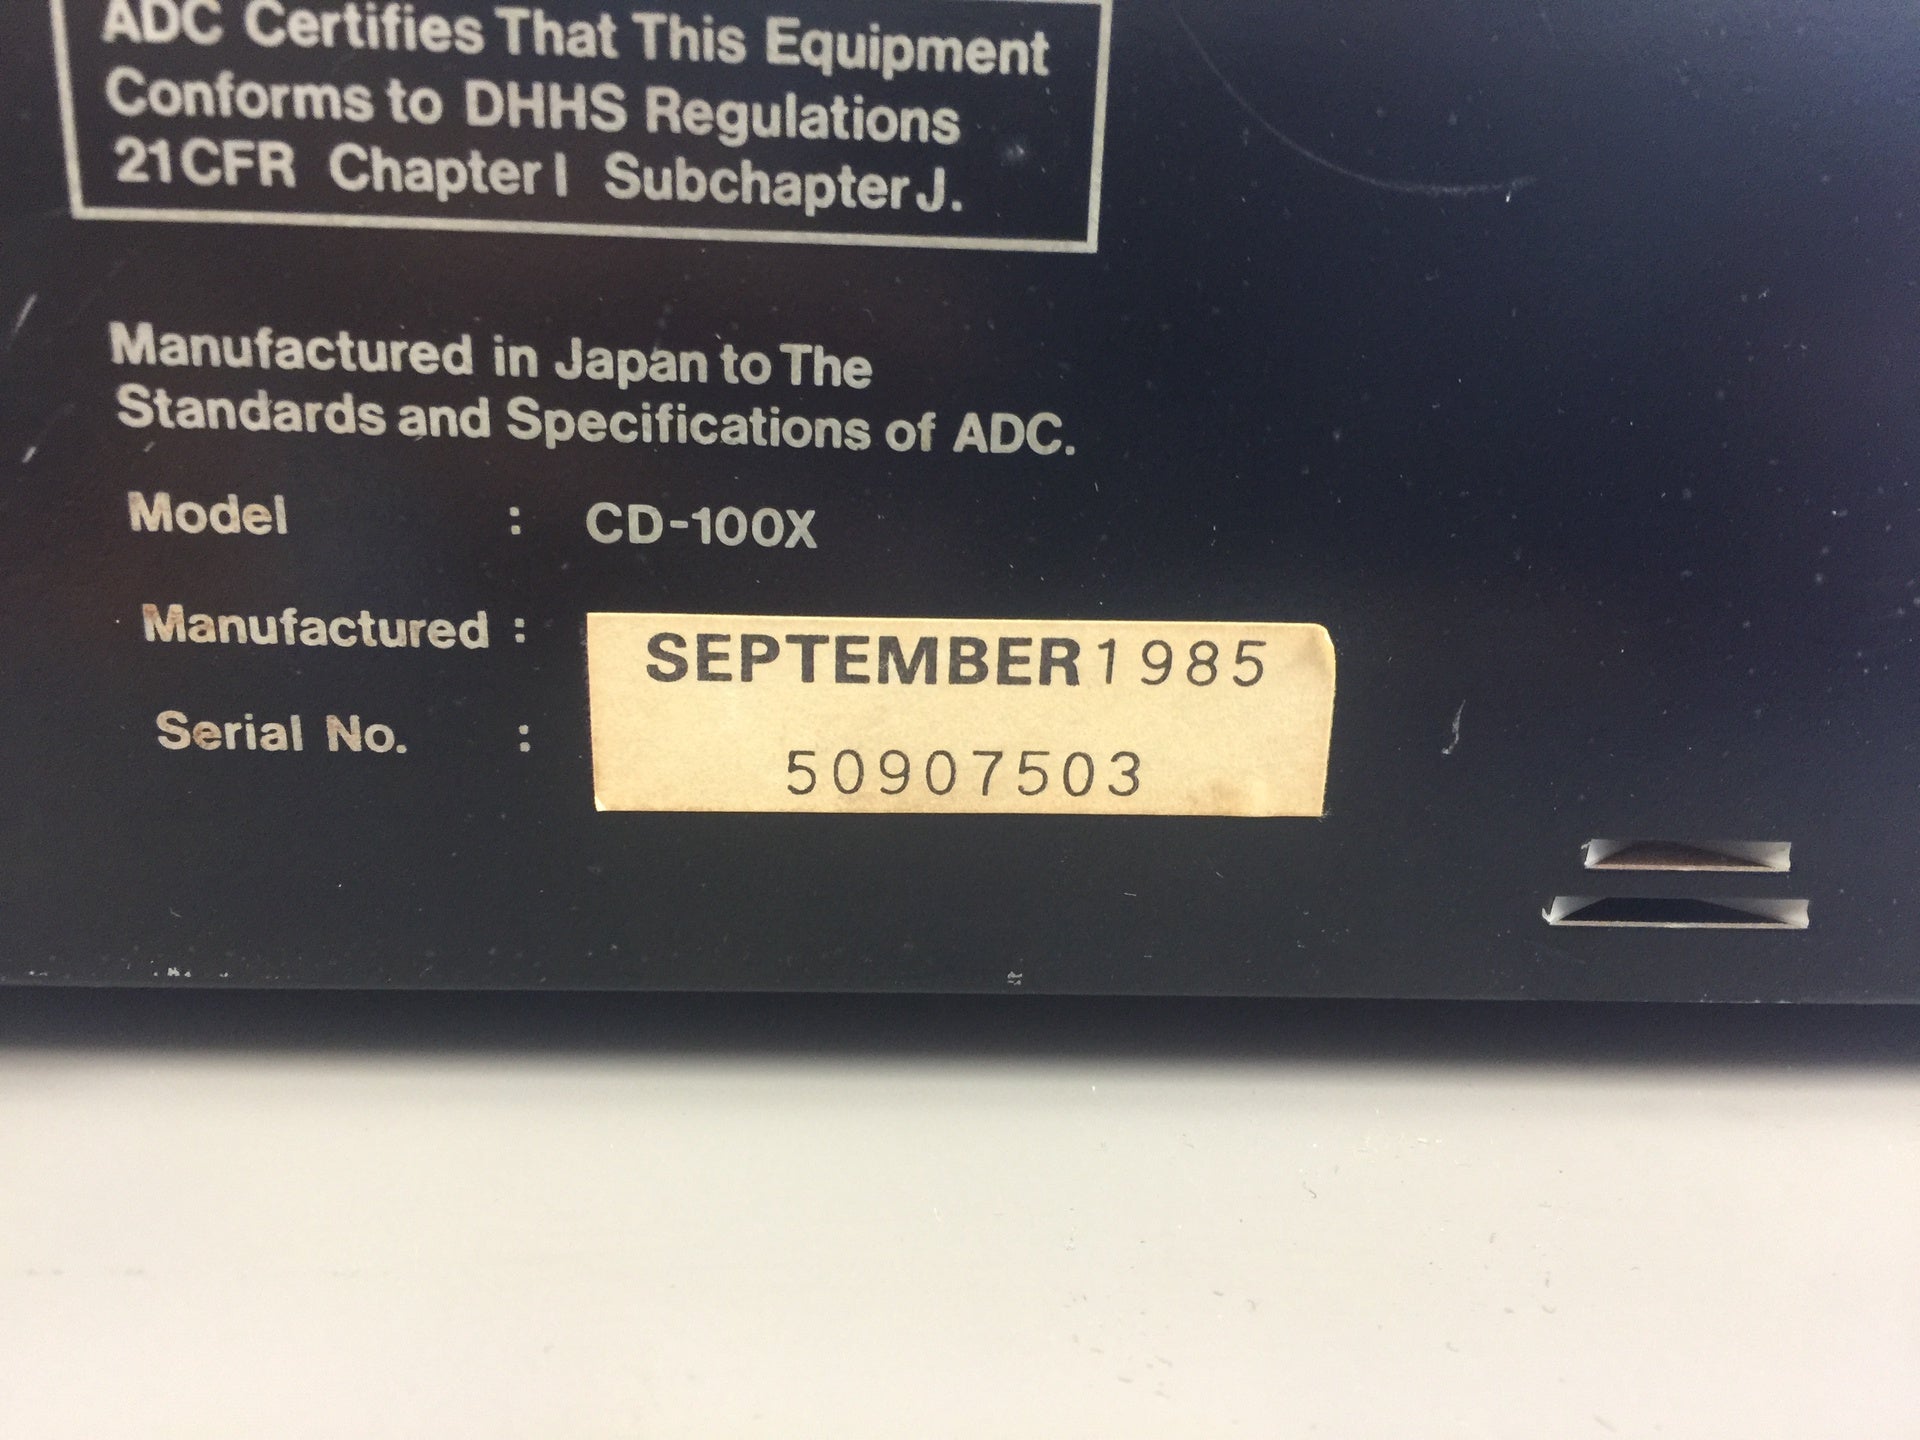 ADC Certifies That This Equipment
Conforms to DHHS Regulations
21CFR Chapter I Subchapter J.
Manufactured in Japan to The
Standards and Specifications of ADC.
Model : CD-100X
Manufactured : SEPTEMBER 1985
Serial No. : 50907503